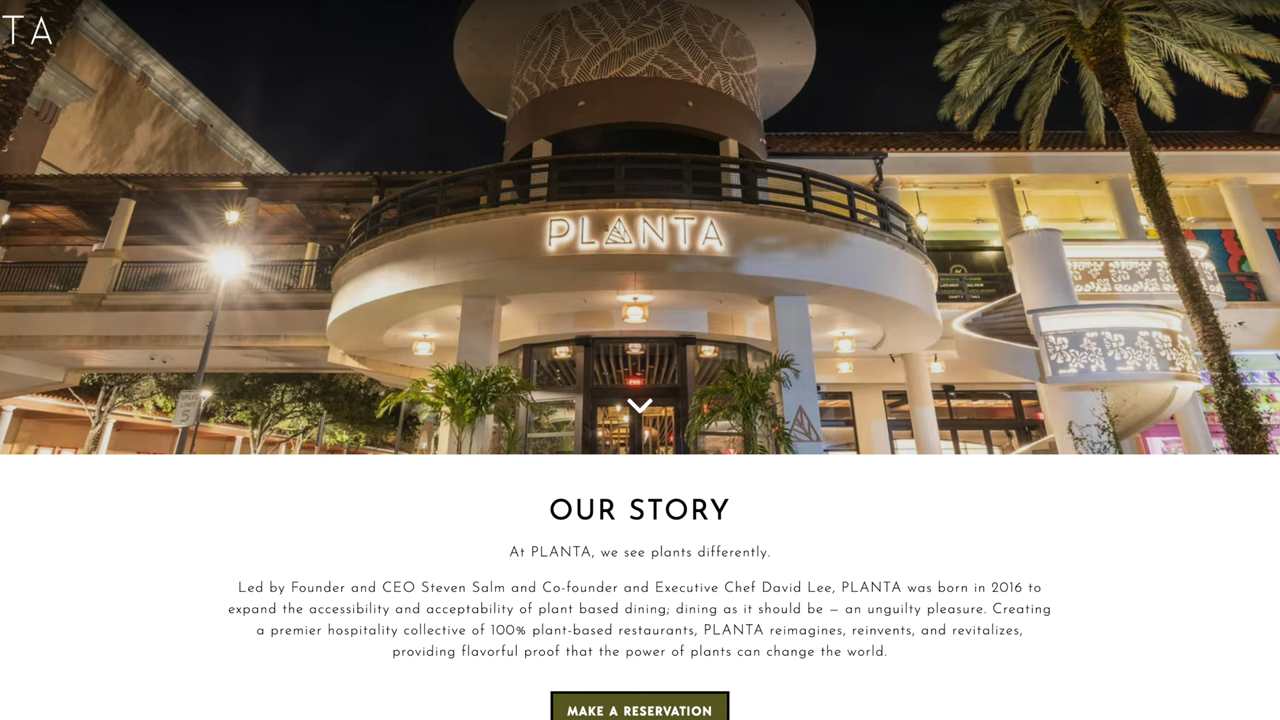 TA
PLANTA
SPEED
LIMIT
5
OUR STORY
At PLANTA, we see plants differently.
Led by Founder and CEO Steven Salm and Co-founder and Executive Chef David Lee, PLANTA was born in 2016 to
expand the accessibility and acceptability of plant based dining; dining as it should be – an unguilty pleasure. Creating
a premier hospitality collective of 100% plant-based restaurants, PLANTA reimagines, reinvents, and revitalizes,
providing flavorful proof that the power of plants can change the world.
MAKE A RESERVATION